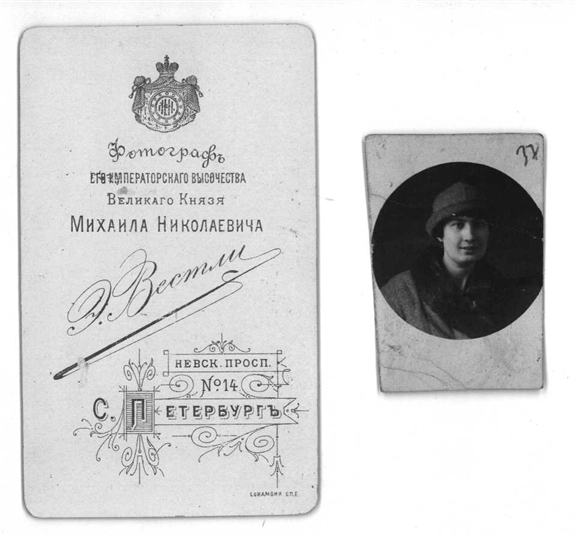 Фотографъ
ЕГО ИМПЕРАТОРСКАГО ВЫСОЧЕСТВА
ВЕЛИКАГО КНЯЗЯ
МИХАИЛА НИКОЛАЕВИЧА
Э. Вестли
НЕВСК. ПРОСП.
№14
С. ПЕТЕРБУРГЪ